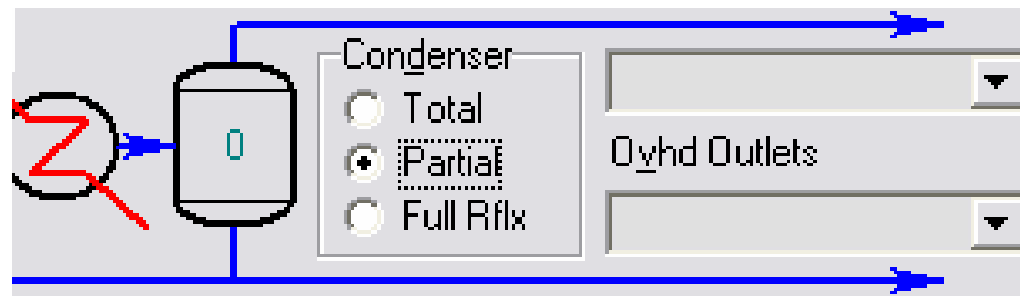 Condenser
Total
0
Partial
Ovhd Outlets
Full Rflx